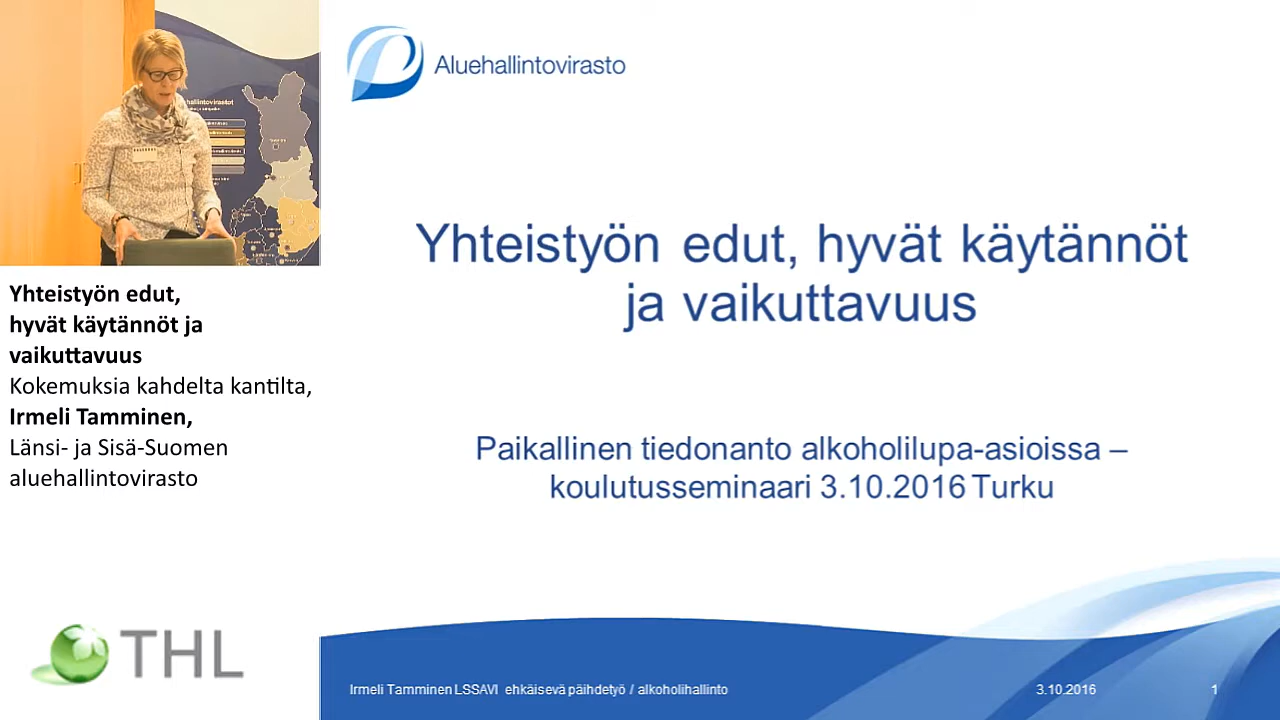 Aluehallintovirasto
Yhteistyön edut, hyvät käytännöt
ja vaikuttavuus
Paikallinen tiedonanto alkoholilupa-asioissa –
koulutusseminaari 3.10.2016 Turku
Irmeli Tamminen LSSAVI ehkäisevä päihdetyö / alkoholihallinto
3.10.2016
1
Yhteistyön edut,
hyvät käytännöt ja
vaikuttavuus
Kokemuksia kahdelta kantilta,
Irmeli Tamminen,
Länsi- ja Sisä-Suomen
aluehallintovirasto
THL